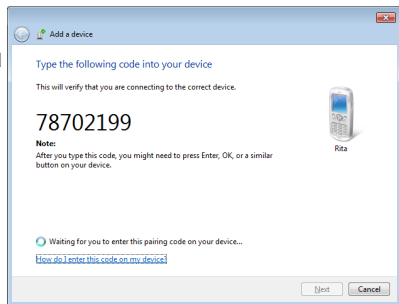 Add a device
Type the following code into your device
This will verify that you are connecting to the correct device.
78702199
Note:
After you type this code, you might need to press Enter, OK, or a similar
button on your device.
Rita
Waiting for you to enter this pairing code on your device...
How do I enter this code on my device?
Next Cancel